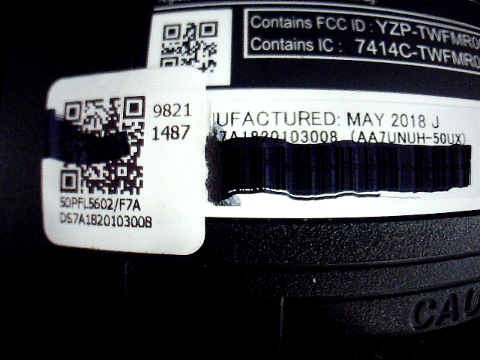 Contains FCC ID : YZP-TWFMR0
Contains IC : 7414C-TWFMR0
9821
1487
UFACTURED: MAY 2018 J
7A1820103008 (AA7UNUH-50UX)
50PFL5602/F7A
DS7A1820103008
CAU